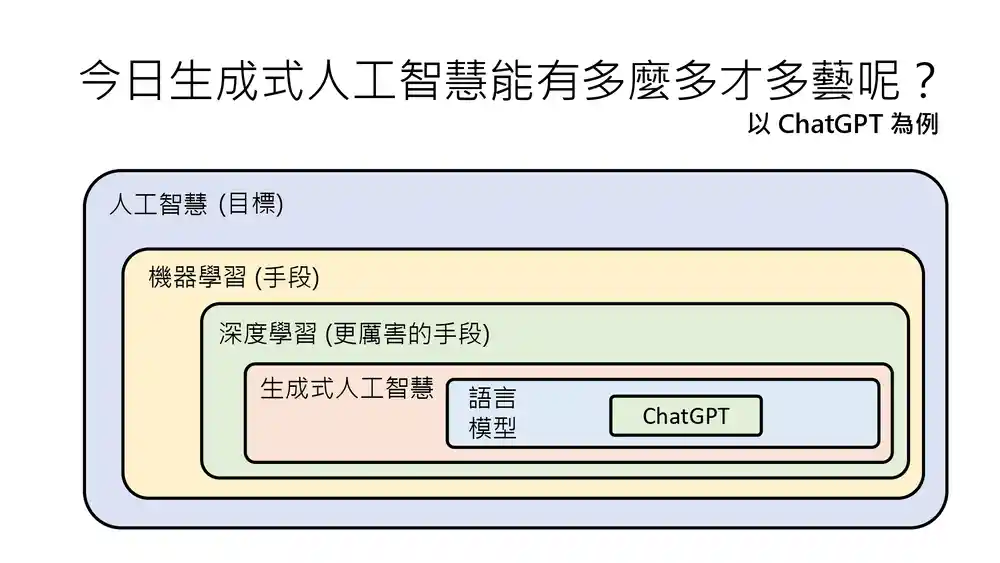 今日生成式人工智慧能有多麼多才多藝呢？
以 ChatGPT 為例
人工智慧 (目標)
機器學習 (手段)
深度學習 (更厲害的手段)
生成式人工智慧
語言
模型
ChatGPT